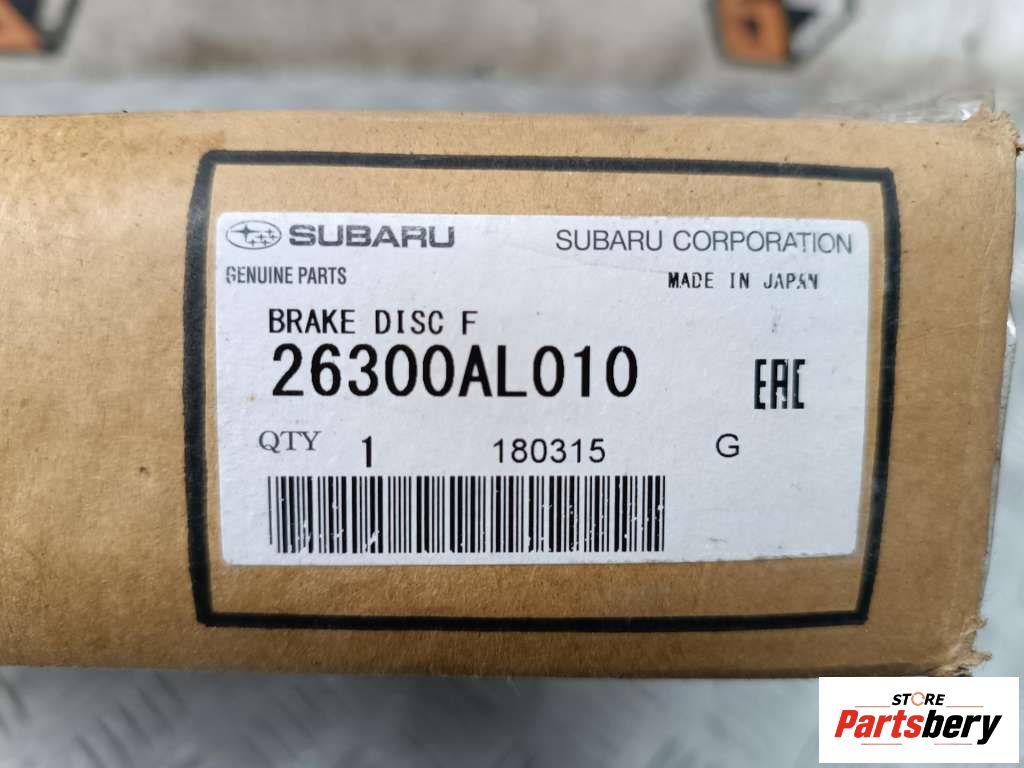 SUBARU SUBARU CORPORATION
GENUINE PARTS MADE IN JAPAN
BRAKE DISC F
26300AL010 EAC
QTY 1 180315 G
STORE
Partsbery